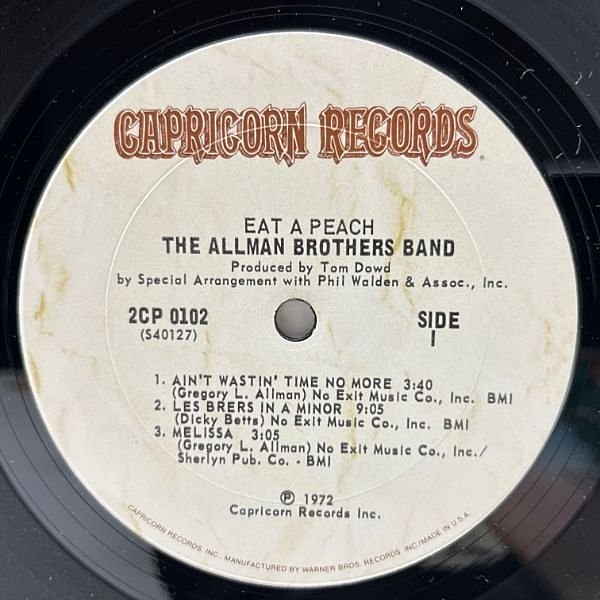 CAPRICORN RECORDS
EAT A PEACH
THE ALLMAN BROTHERS BAND
Produced by Tom Dowd
by Special Arrangement with Phil Walden & Assoc., Inc.
2CP 0102 SIDE
(S40127) 1
1. AIN'T WASTIN' TIME NO MORE 3:40
(Gregory L. Allman) No Exit Music Co., Inc. BMI
2. LES BRERS IN A MINOR 9:05
(Dicky Betts) No Exit Music Co., Inc. BMI
3. MELISSA 3:05
(Gregory L. Allman) No Exit Music Co., Inc./
Sherlyn Pub. Co. - BMI
Ⓟ 1972
Capricorn Records Inc.
CAPRICORN RECORDS, INC., MANUFACTURED BY WARNER BROS. RECORDS INC./MADE IN U.S.A.